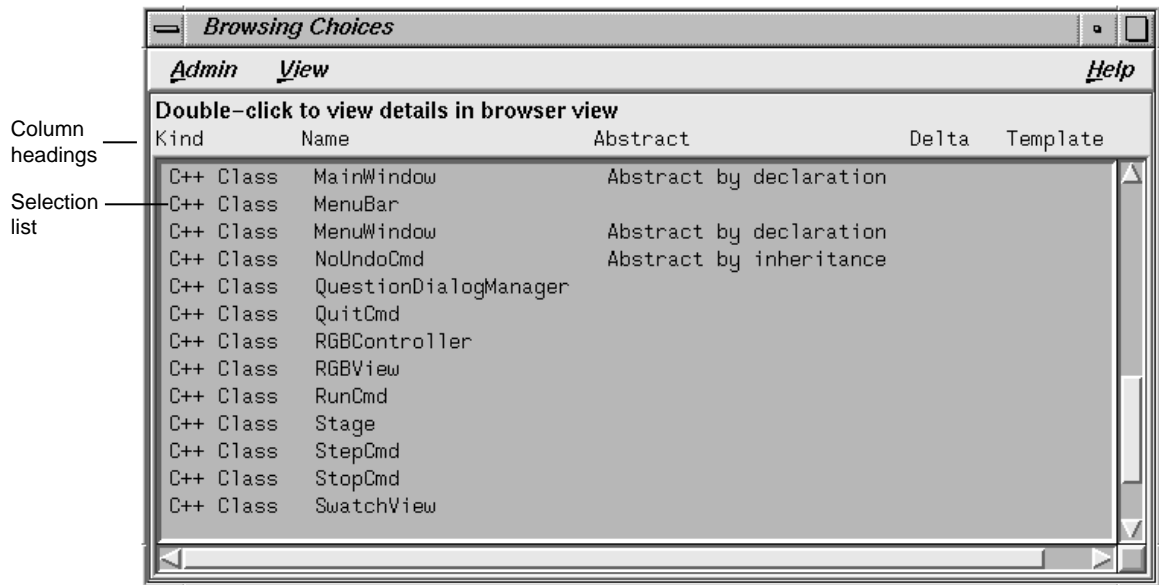 Browsing Choices
Admin View Help
Double-click to view details in browser view
Column headings
Kind Name Abstract Delta Template
Selection list
C++ Class MainWindow Abstract by declaration
C++ Class MenuBar
C++ Class MenuWindow Abstract by declaration
C++ Class NoUndoCmd Abstract by inheritance
C++ Class QuestionDialogManager
C++ Class QuitCmd
C++ Class RGBController
C++ Class RGBView
C++ Class RunCmd
C++ Class Stage
C++ Class StepCmd
C++ Class StopCmd
C++ Class SwatchView